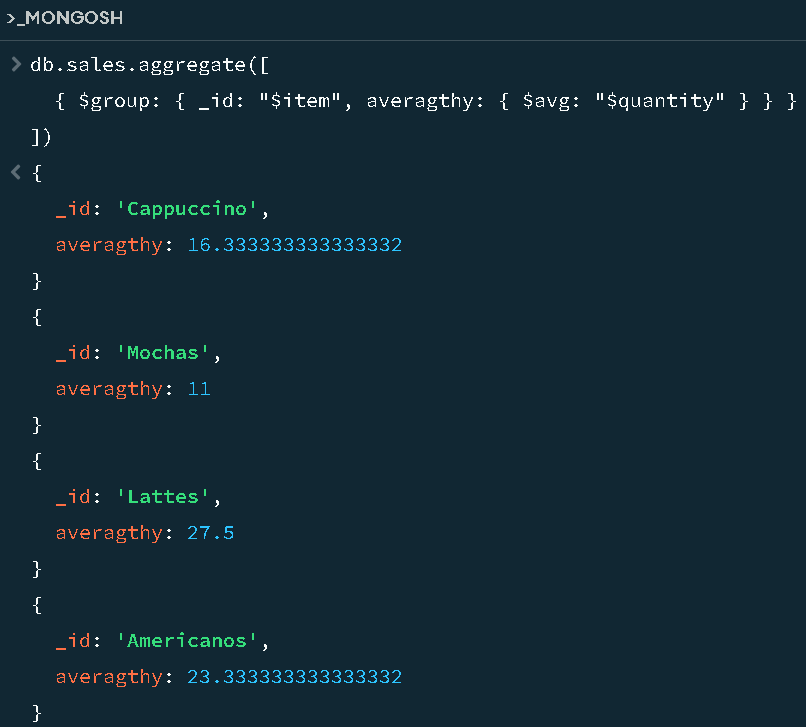 >_MONGOSH
> db.sales.aggregate([
{ $group: { _id: "$item", averagthy: { $avg: "$quantity" } } }
])
< {
_id: 'Cappuccino',
averagthy: 16.333333333333332
}
{
_id: 'Mochas',
averagthy: 11
}
{
_id: 'Lattes',
averagthy: 27.5
}
{
_id: 'Americanos',
averagthy: 23.333333333333332
}